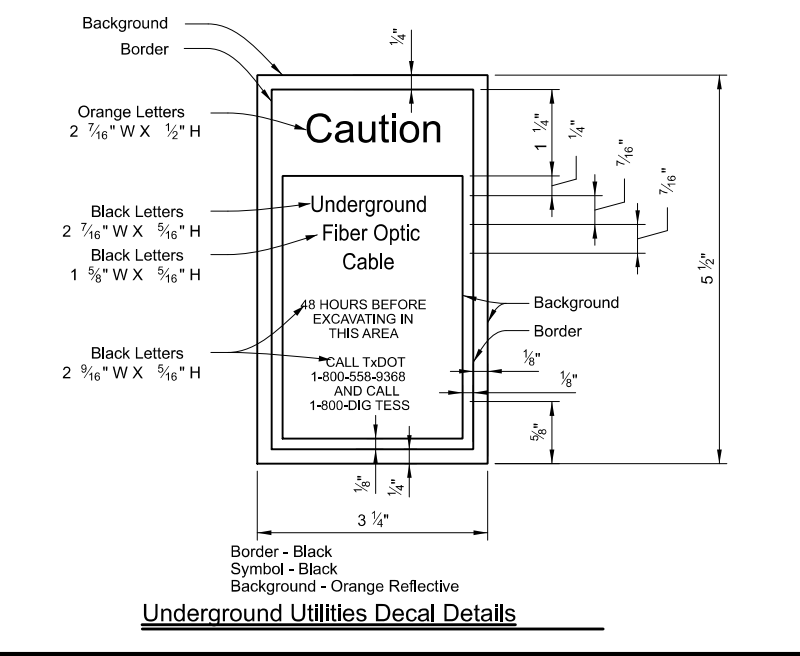 Background
Border
Orange Letters
2 7/16" W X 1/2" H
Black Letters
2 7/16" W X 5/16" H
Black Letters
1 5/8" W X 5/16" H
Black Letters
2 9/16" W X 5/16" H
Caution
Underground
Fiber Optic
Cable
48 HOURS BEFORE
EXCAVATING IN
THIS AREA
CALL TxDOT
1-800-558-9368
AND CALL
1-800-DIG TESS
1/4"
1 1/4"
1/4"
7/16"
7/16"
5 1/2"
Background
Border
1/8"
1/8"
5/8"
1/8"
1/4"
3 1/4"
Border - Black
Symbol - Black
Background - Orange Reflective
Underground Utilities Decal Details